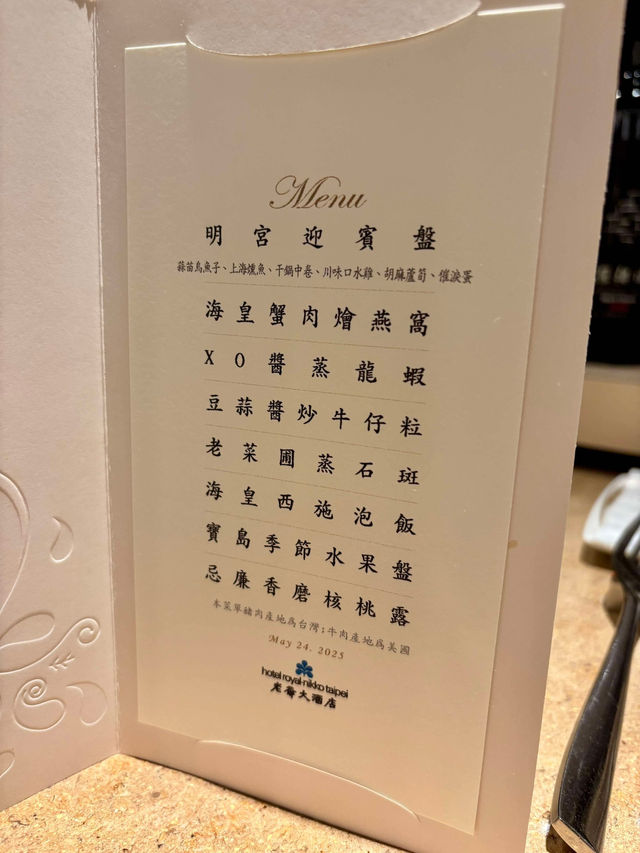 Menu
明宮迎賓盤
蒜苗烏魚子、上海燻魚、干鍋中卷、川味口水雞、胡麻蘆筍、催淚蛋
海皇蟹肉燴燕窩
XO醬蒸龍蝦
豆蒜醬炒牛仔粒
老菜圃蒸石斑
海皇西施泡飯
寶島季節水果盤
忌廉香磨核桃露
本菜單豬肉產地為台灣;牛肉產地為美國
May 24, 2025
hotel royal-nikko taipei
老爺大酒店